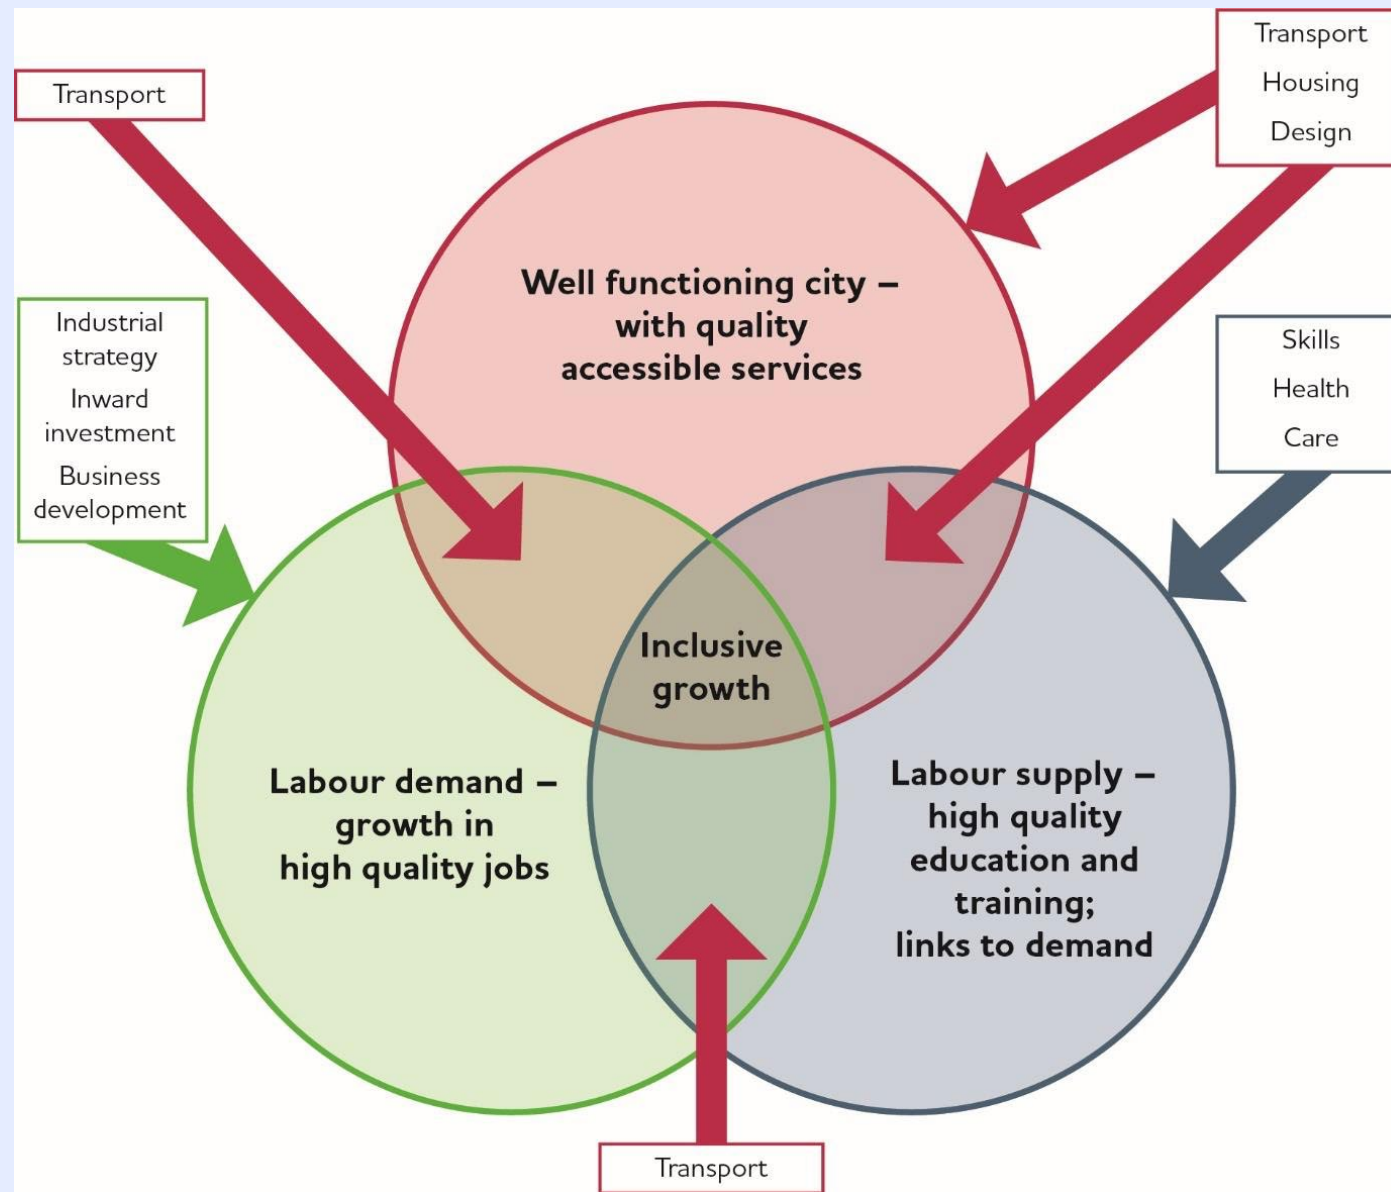 Transport
Transport
Housing
Design
Well functioning city –
with quality
accessible services
Industrial
strategy
Inward
investment
Business
development
Skills
Health
Care
Inclusive
growth
Labour demand –
growth in
high quality jobs
Labour supply –
high quality
education and
training;
links to demand
Transport